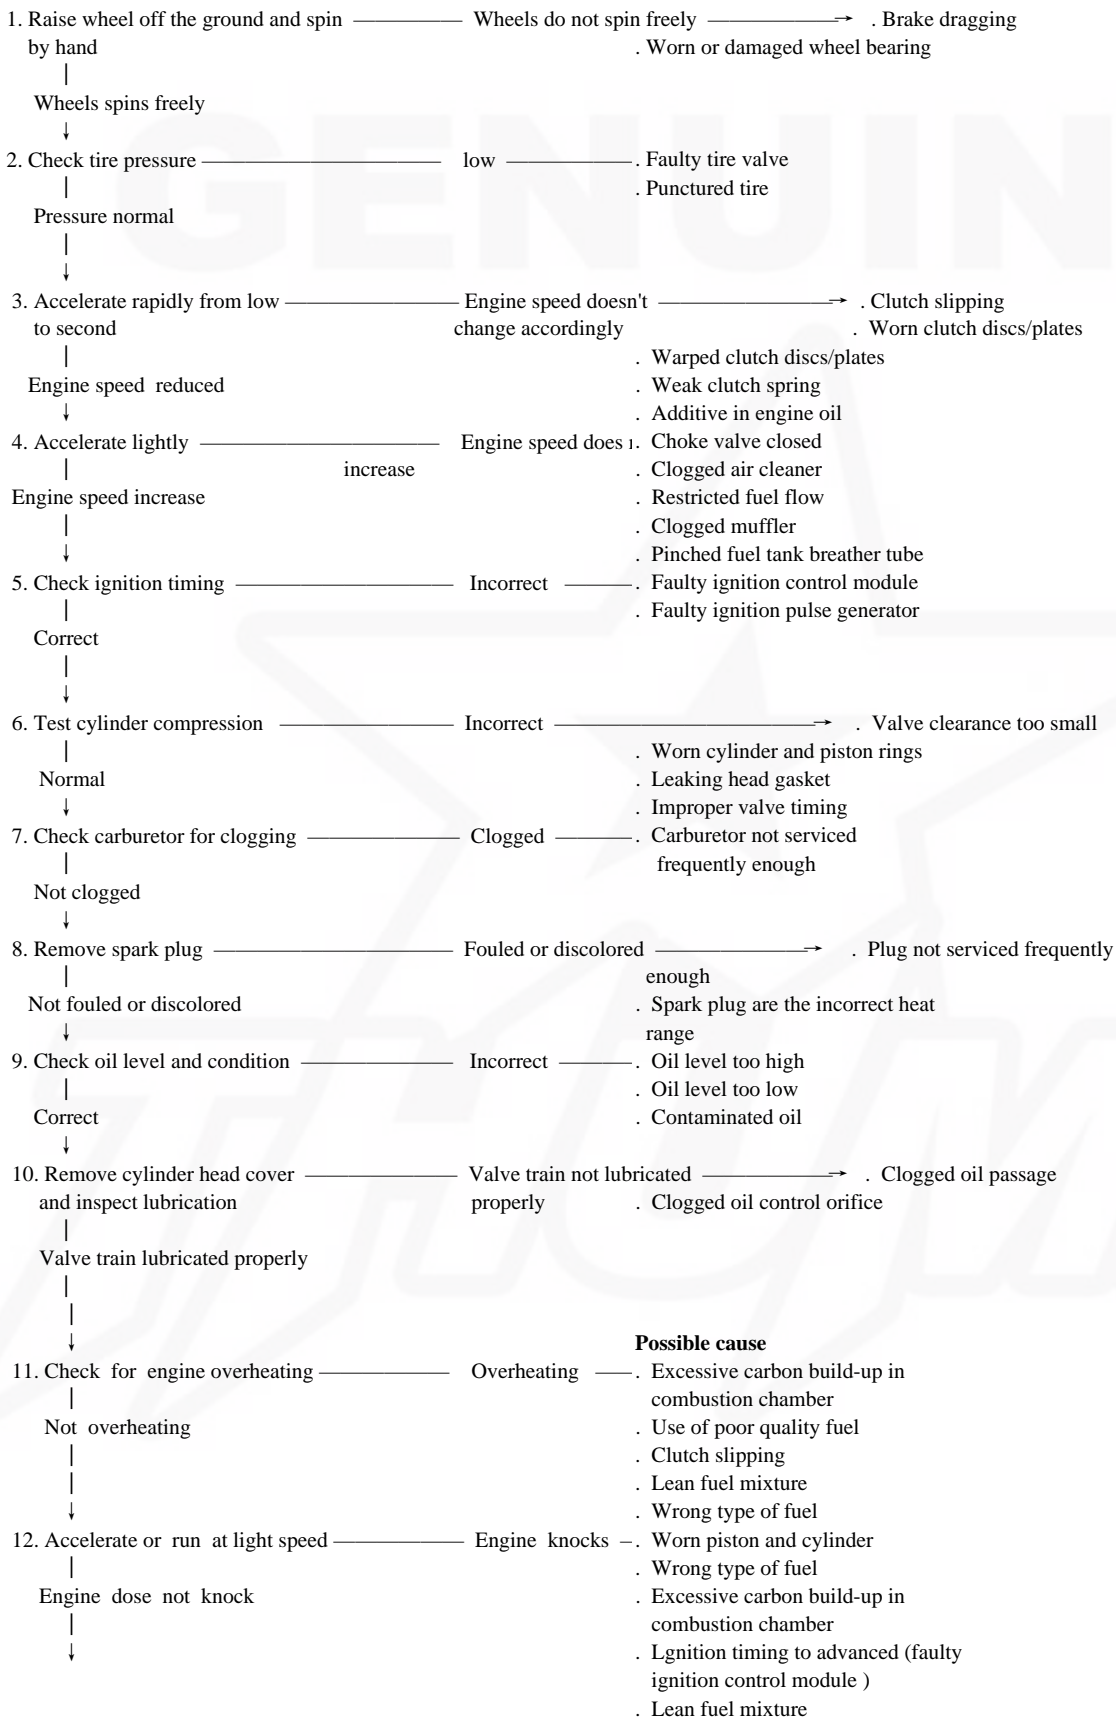 GENUIN
1. Raise wheel off the ground and spin Wheels do not spin freely → . Brake dragging
by hand . Worn or damaged wheel bearing
Wheels spins freely
↓
2. Check tire pressure low . Faulty tire valve
. Punctured tire
Pressure normal
↓
3. Accelerate rapidly from low Engine speed doesn't → . Clutch slipping
to second change accordingly . Worn clutch discs/plates
. Warped clutch discs/plates
Engine speed reduced . Weak clutch spring
↓ . Additive in engine oil
4. Accelerate lightly Engine speed does . Choke valve closed
increase . Clogged air cleaner
Engine speed increase . Restricted fuel flow
. Clogged muffler
↓ . Pinched fuel tank breather tube
5. Check ignition timing Incorrect . Faulty ignition control module
. Faulty ignition pulse generator
Correct
↓
6. Test cylinder compression Incorrect → . Valve clearance too small
. Worn cylinder and piston rings
Normal . Leaking head gasket
↓ . Improper valve timing
7. Check carburetor for clogging Clogged . Carburetor not serviced
frequently enough
Not clogged
↓
8. Remove spark plug Fouled or discolored → . Plug not serviced frequently
enough
Not fouled or discolored . Spark plug are the incorrect heat
↓ range
9. Check oil level and condition Incorrect . Oil level too high
. Oil level too low
Correct . Contaminated oil
↓
10. Remove cylinder head cover Valve train not lubricated → . Clogged oil passage
and inspect lubrication properly . Clogged oil control orifice
Valve train lubricated properly
↓ Possible cause
11. Check for engine overheating Overheating . Excessive carbon build-up in
combustion chamber
Not overheating . Use of poor quality fuel
. Clutch slipping
. Lean fuel mixture
↓ . Wrong type of fuel
12. Accelerate or run at light speed Engine knocks . Worn piston and cylinder
. Wrong type of fuel
Engine dose not knock . Excessive carbon build-up in
combustion chamber
↓ . Lgnition timing to advanced (faulty
ignition control module )
. Lean fuel mixture